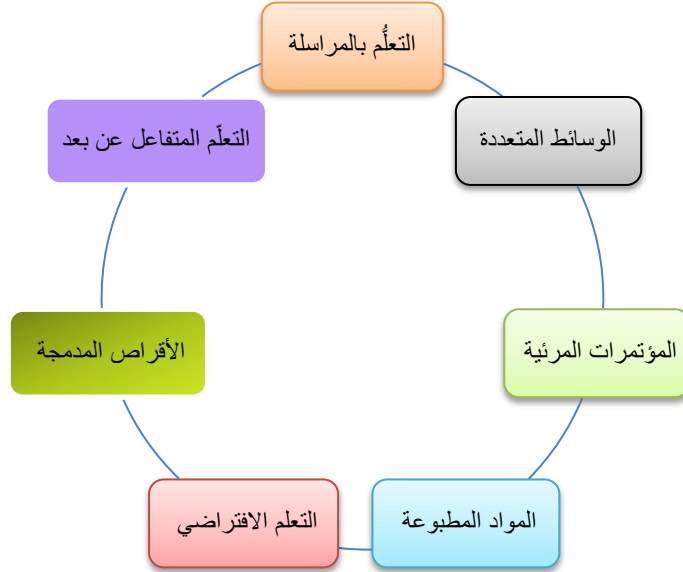 التعلُّم بالمراسلة
الوسائط المتعددة
التعلّم المتفاعل عن بعد
المؤتمرات المرئية
الأقراص المدمجة
المواد المطبوعة
التعلم الافتراضي